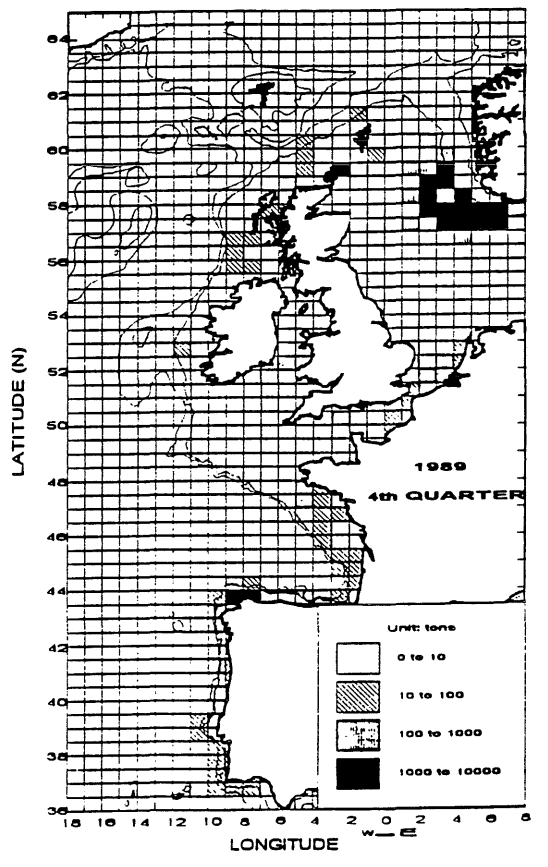 64
62
60
58
56
54
52
50
48
46
44
42
40
38
36
LATITUDE (N)
1989
4th QUARTER
Unit: tons
0 to 10
10 to 100
100 to 1000
1000 to 10000
18 16 14 12 10 8 6 4 2 0 2 4 6 8
W E
LONGITUDE